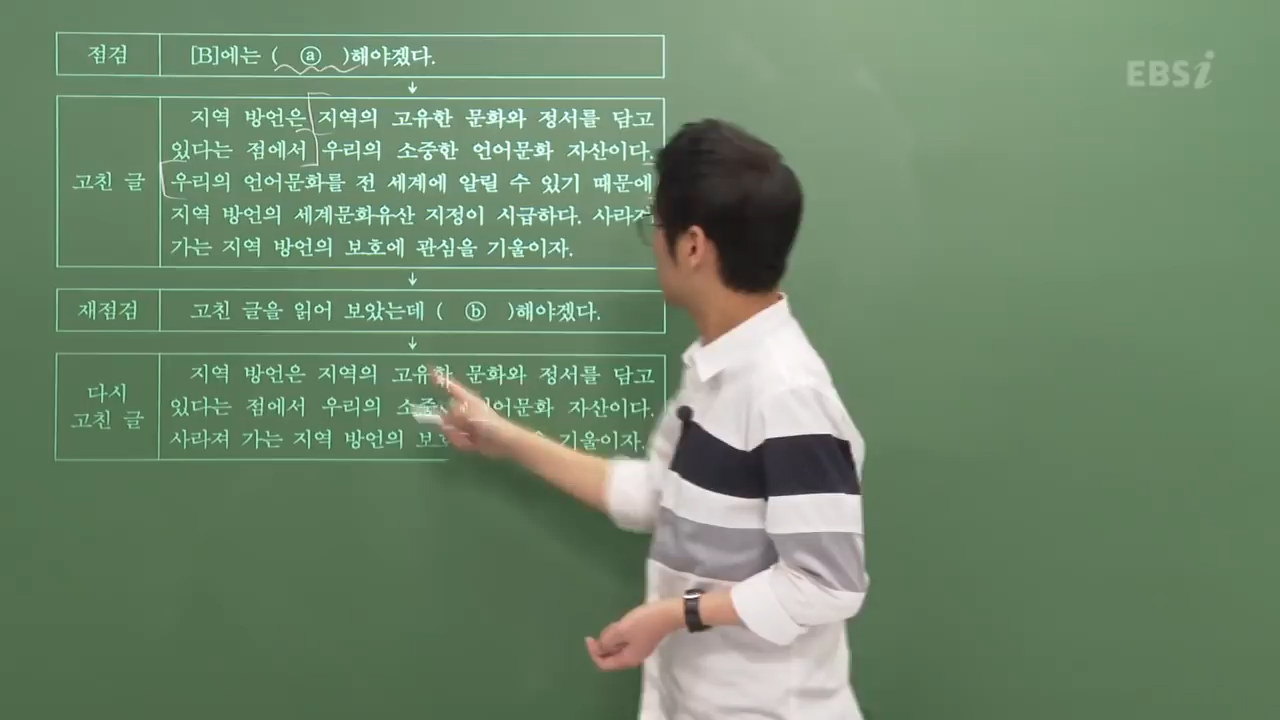 점검
[B]에는 ( ⓐ )해야겠다.
EBSi
↓
지역 방언은 지역의 고유한 문화와 정서를 담고
있다는 점에서 우리의 소중한 언어문화 자산이다.
고친 글
우리의 언어문화를 전 세계에 알릴 수 있기 때문에
지역 방언의 세계문화유산 지정이 시급하다. 사라져
가는 지역 방언의 보호에 관심을 기울이자.
↓
재점검
고친 글을 읽어 보았는데 ( ⓑ )해야겠다.
↓
다시
고친 글
지역 방언은 지역의 고유한 문화와 정서를 담고
있다는 점에서 우리의 언어문화 자산이다.
사라져 가는 지역 방언의 기울이자.